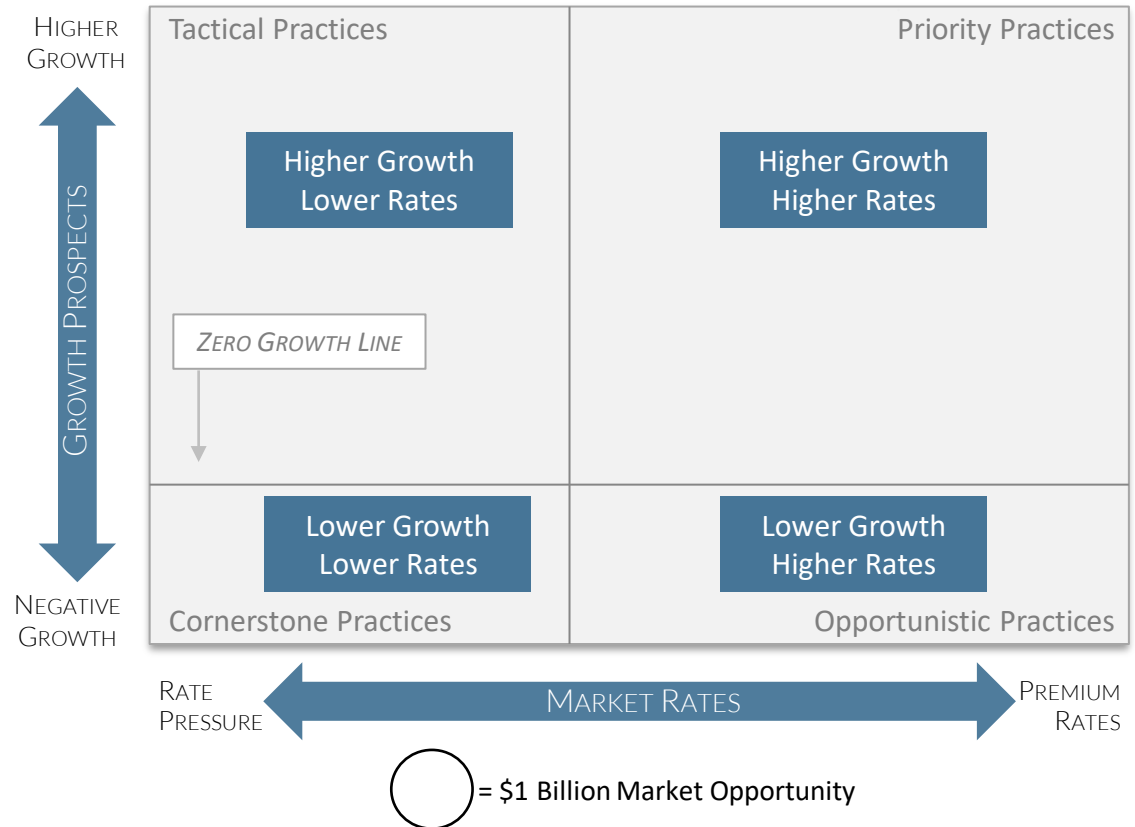 HIGHER
GROWTH
Tactical Practices
Priority Practices
Higher Growth
Lower Rates
Higher Growth
Higher Rates
GROWTH PROSPECTS
ZERO GROWTH LINE
Lower Growth
Lower Rates
Lower Growth
Higher Rates
NEGATIVE
GROWTH
Cornerstone Practices
Opportunistic Practices
RATE
PRESSURE
MARKET RATES
PREMIUM
RATES
= $1 Billion Market Opportunity